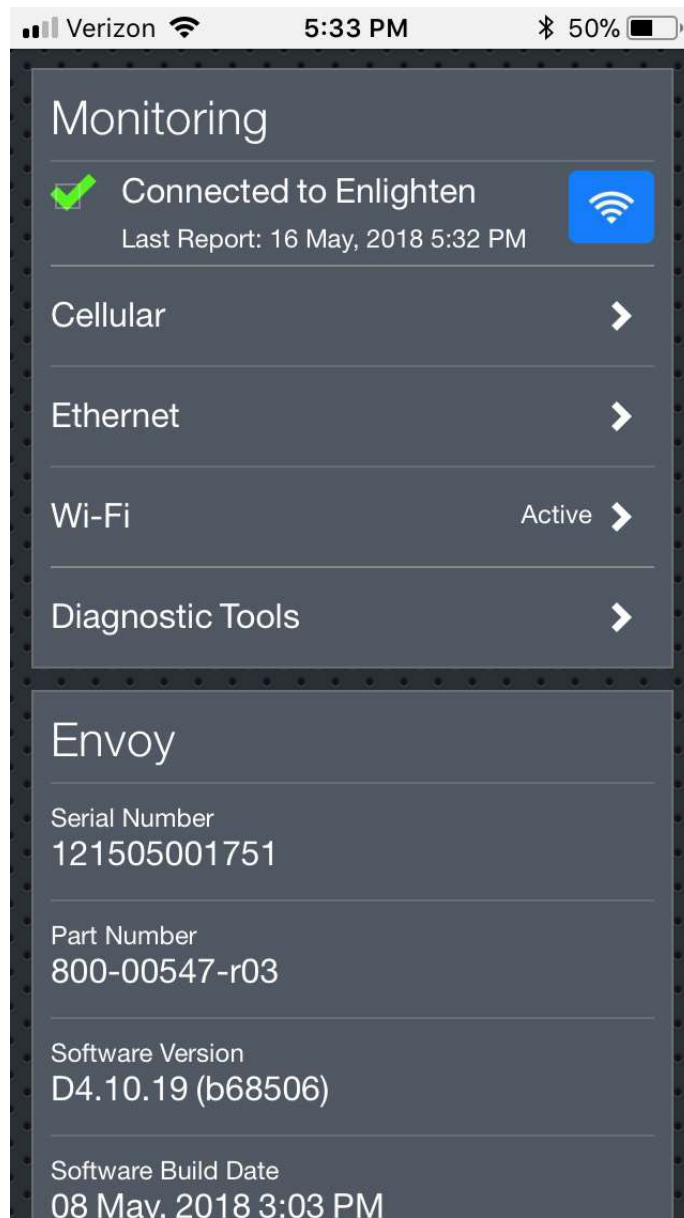 Verizon 5:33 PM 50%
Monitoring
Connected to Enlighten
Last Report: 16 May, 2018 5:32 PM
Cellular
Ethernet
Wi-Fi Active
Diagnostic Tools
Envoy
Serial Number
121505001751
Part Number
800-00547-r03
Software Version
D4.10.19 (b68506)
Software Build Date
08 May, 2018 3:03 PM